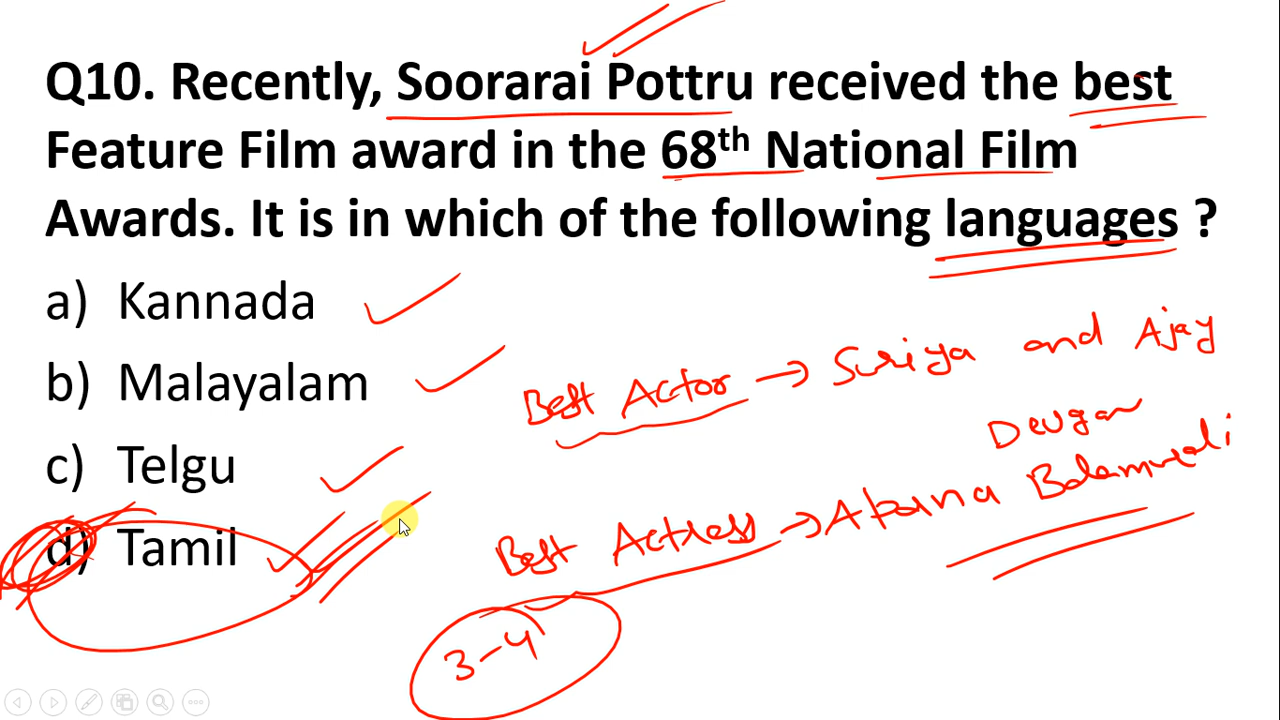 Q10. Recently, Soorarai Pottru received the best
Feature Film award in the 68th National Film
Awards. It is in which of the following languages ?
a) Kannada
b) Malayalam
c) Telgu
d) Tamil
Best Actor → Suriya and Ajay
Devgan
Best Actress → Aparna Balamurali
3-4